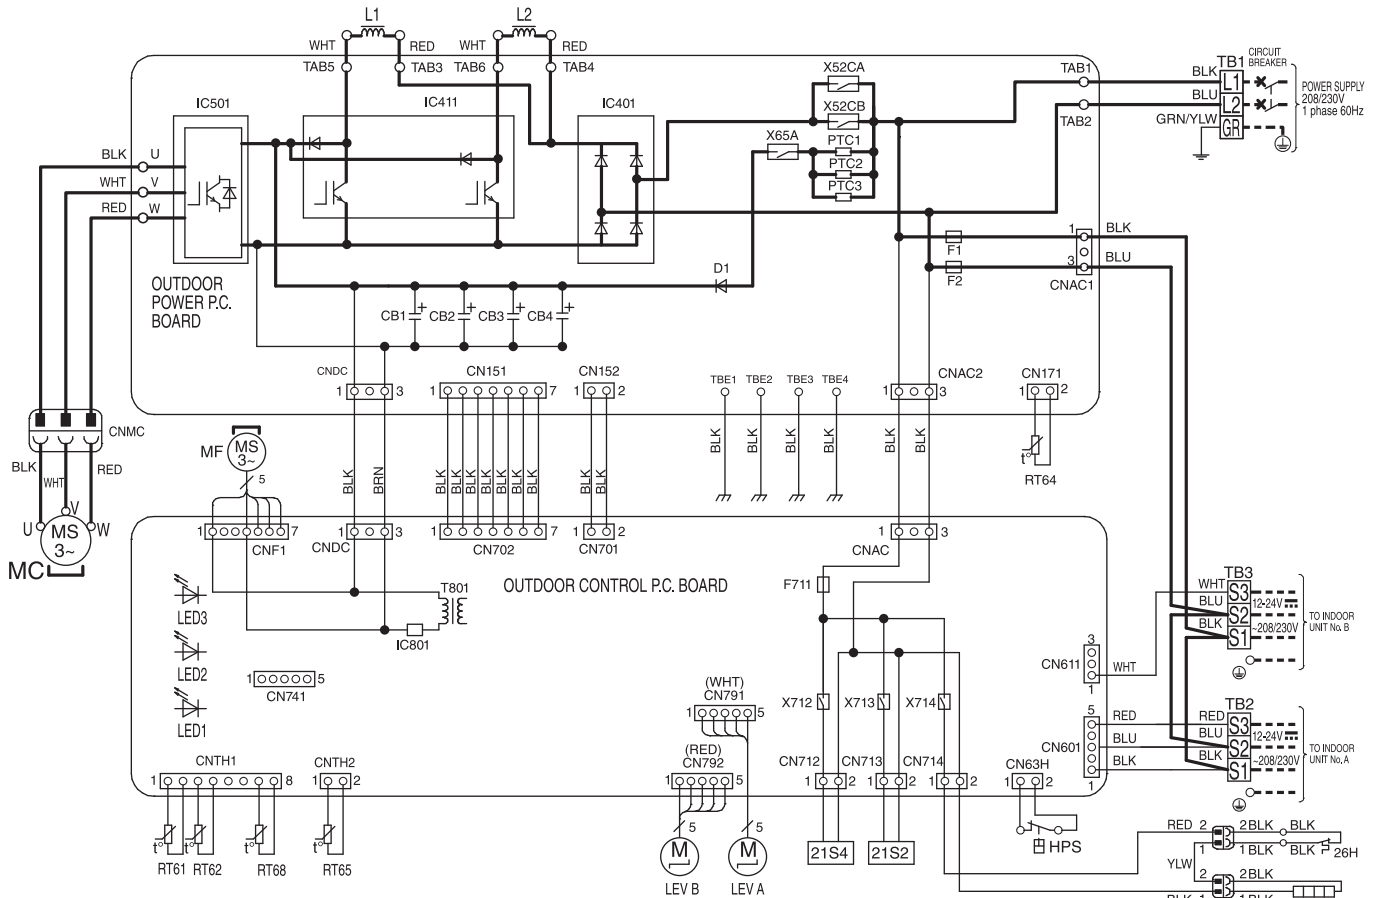 L1 L2
WHT RED WHT RED
TAB5 TAB3 TAB6 TAB4
X52CA
TAB1
TB1 CIRCUIT BREAKER
BLK L1
BLU L2
GRN/YLW GR
POWER SUPPLY
208/230V
1 phase 60Hz
IC501 IC411 IC401
X52CB
TAB2
X65A PTC1
PTC2
PTC3
BLK U
WHT V
RED W
1 BLK
F1
3 BLU
F2
CNAC1
D1
OUTDOOR
POWER P.C.
BOARD
CB1 + CB2 + CB3 + CB4 +
CNDC CN151 CN152 TBE1 TBE2 TBE3 TBE4 CNAC2 CN171
1 3 1 7 1 2 1 3 1 2
CNMC
MF MS 3~
5
BLK WHT RED
BLK BRN BLK BLK BLK BLK BLK BLK BLK BLK BLK BLK BLK BLK BLK BLK BLK
t°
RT64
U V W
MS
3~
MC
1 7 1 3 1 7 1 2 1 3
CNF1 CNDC CN702 CN701 CNAC
OUTDOOR CONTROL P.C. BOARD
T801
F711
IC801
LED3
LED2
LED1
1 5
CN741
TB3
WHT S3
BLU S2
BLK S1
12-24V
~208/230V
TO INDOOR
UNIT No. B
3
CN611
1
WHT
(WHT)
CN791
1 5
X712 X713 X714
TB2
5 RED RED S3
CN601 BLU BLU S2
1 BLK BLK S1
12-24V
~208/230V
TO INDOOR
UNIT No. A
(RED)
CN792
1 5
CNTH1 CNTH2
1 8 1 2
CN712 CN713 CN714 CN63H
1 2 1 2 1 2 1 2
t° t° t° t°
RT61 RT62 RT68 RT65
5 5
M M
LEV B LEV A
21S4 21S2
HPS
RED 2 2 BLK BLK
1 1 BLK BLK 26H
YLW
2 2 BLK
BLK 1 1 BLK